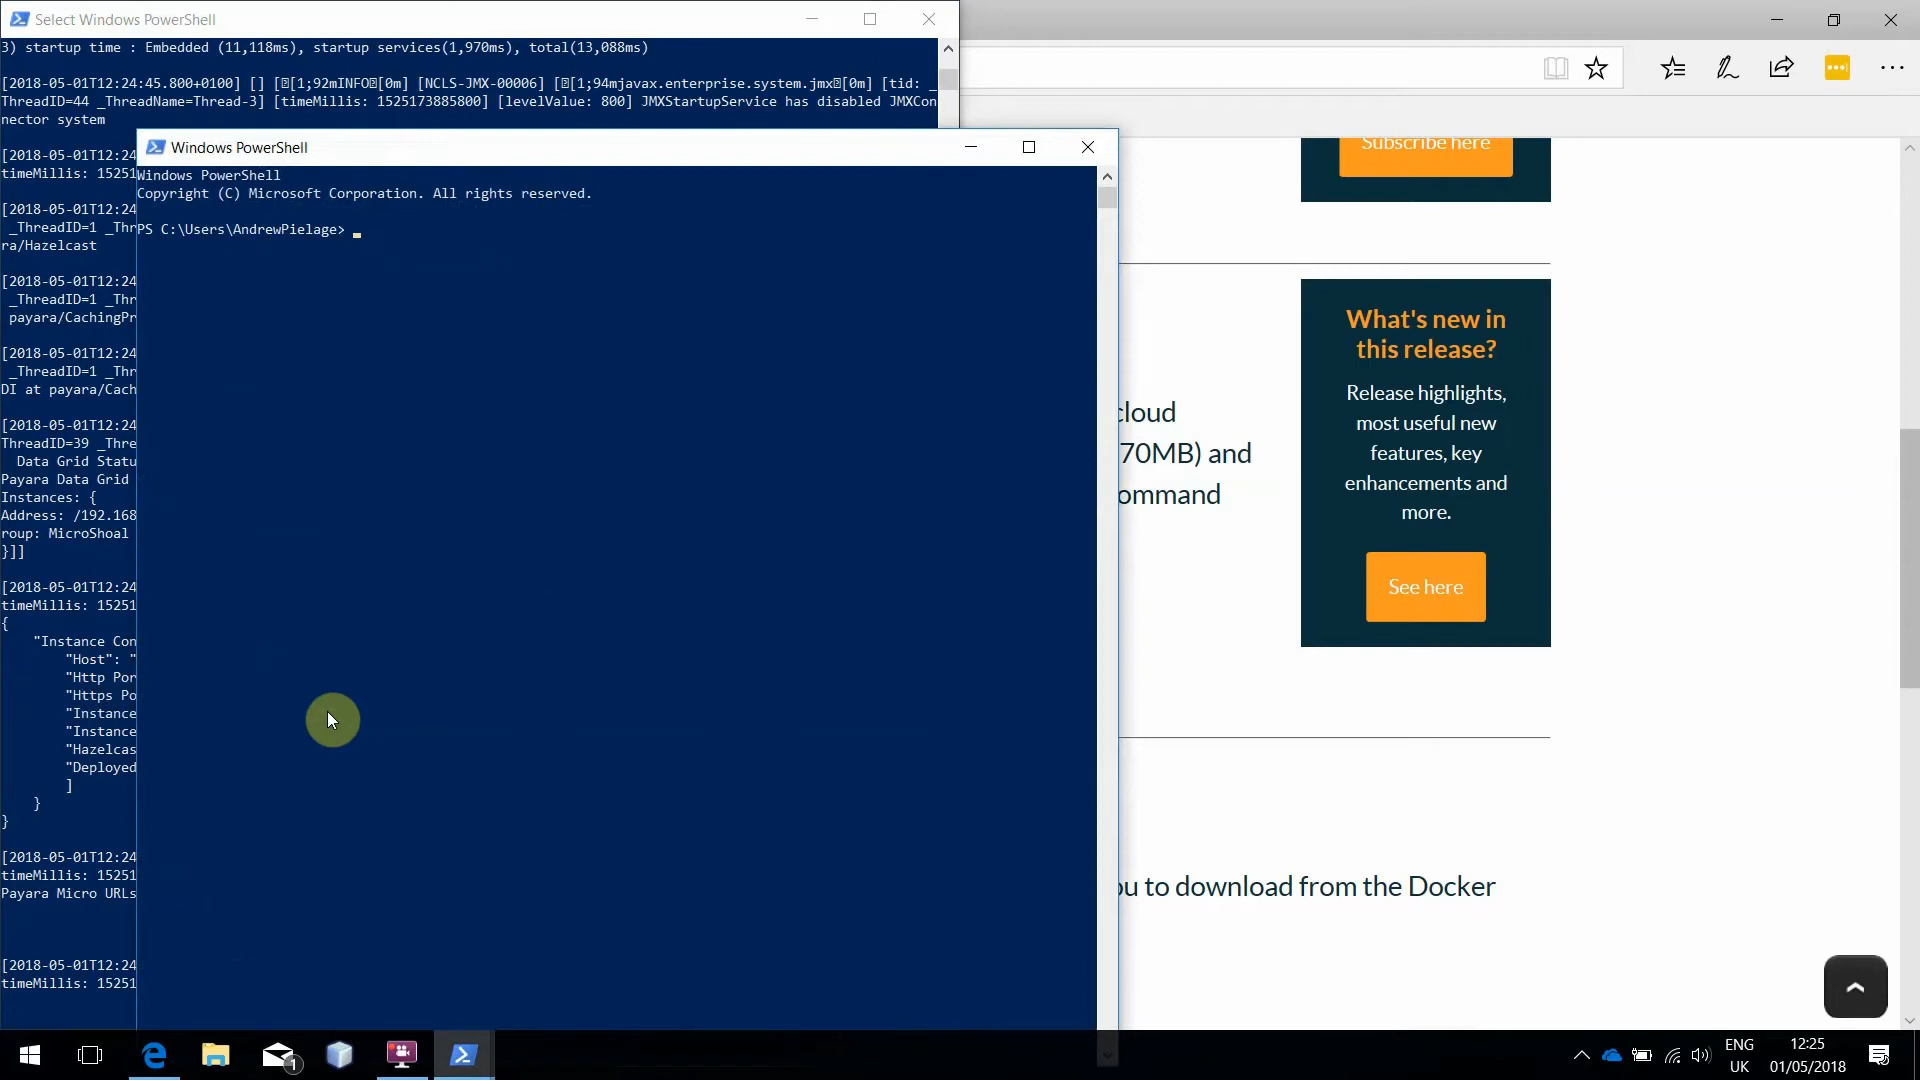 Select Windows PowerShell
3) startup time : Embedded (11,118ms), startup services(1,970ms), total(13,088ms)
[2018-05-01T12:24:45.800+0100] [] [[1;92mINFO[0m] [NCLS-JMX-00006] [[1;94mjavax.enterprise.system.jmx[0m] [tid: _
ThreadID=44 _ThreadName=Thread-3] [timeMillis: 1525173885800] [levelValue: 800] JMXStartupService has disabled JMXCon
nector system
[2018-05-01T12:24
timeMillis: 15251
[2018-05-01T12:24
_ThreadID=1 _Thr
ra/Hazelcast
[2018-05-01T12:24
_ThreadID=1 _Thr
payara/CachingPr
[2018-05-01T12:24
_ThreadID=1 _Thr
DI at payara/Cach
[2018-05-01T12:24
ThreadID=39 _Thre
Data Grid Statu
Payara Data Grid
Instances: {
Address: /192.168
roup: MicroShoal
}]]
[2018-05-01T12:24
timeMillis: 15251
{
"Instance Con
"Host": "
"Http Por
"Https Po
"Instance
"Instance
"Hazelcas
"Deployed
]
}
}
[2018-05-01T12:24
timeMillis: 15251
Payara Micro URLs
[2018-05-01T12:24
timeMillis: 15251
Windows PowerShell
Windows PowerShell
Copyright (C) Microsoft Corporation. All rights reserved.
PS C:\Users\AndrewPielage>
Subscribe here
What's new in
this release?
Release highlights,
most useful new
features, key
enhancements and
more.
See here
cloud
70MB) and
ommand
ou to download from the Docker
1
ENG
UK
12:25
01/05/2018